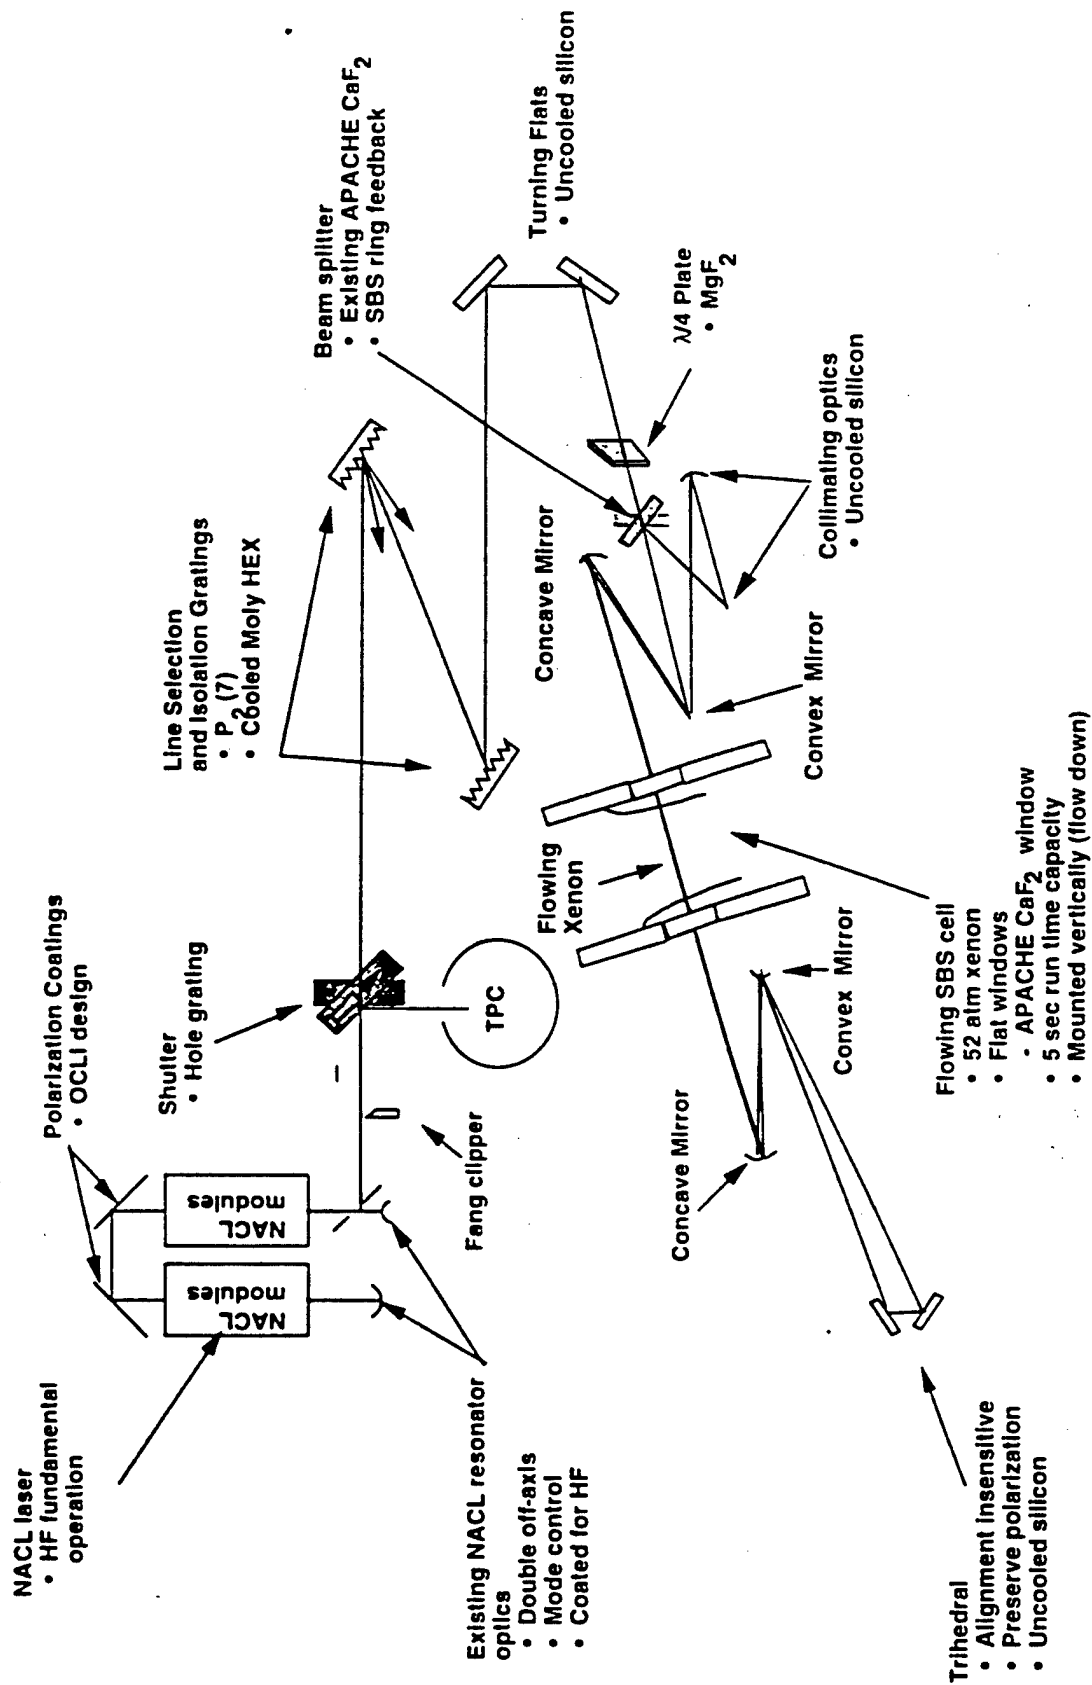 NACL laser
• HF fundamental
operation
Polarization Coatings
• OCLI design
Shutter
• Hole grating
Line Selection
and Isolation Gratings
• P2(7)
• Cooled Moly HEX
Beam splitter
• Existing APACHE CaF2
• SBS ring feedback
NACL
modules
NACL
modules
TPC
Fang clipper
Turning Flats
• Uncooled silicon
λ/4 Plate
• MgF2
Existing NACL resonator
optics
• Double off-axis
• Mode control
• Coated for HF
Flowing
Xenon
Concave Mirror
Collimating optics
• Uncooled silicon
Concave Mirror
Convex Mirror
Convex Mirror
Trihedral
• Alignment insensitive
• Preserve polarization
• Uncooled silicon
Flowing SBS cell
• 52 atm xenon
• Flat windows
- APACHE CaF2 window
• 5 sec run time capacity
• Mounted vertically (flow down)